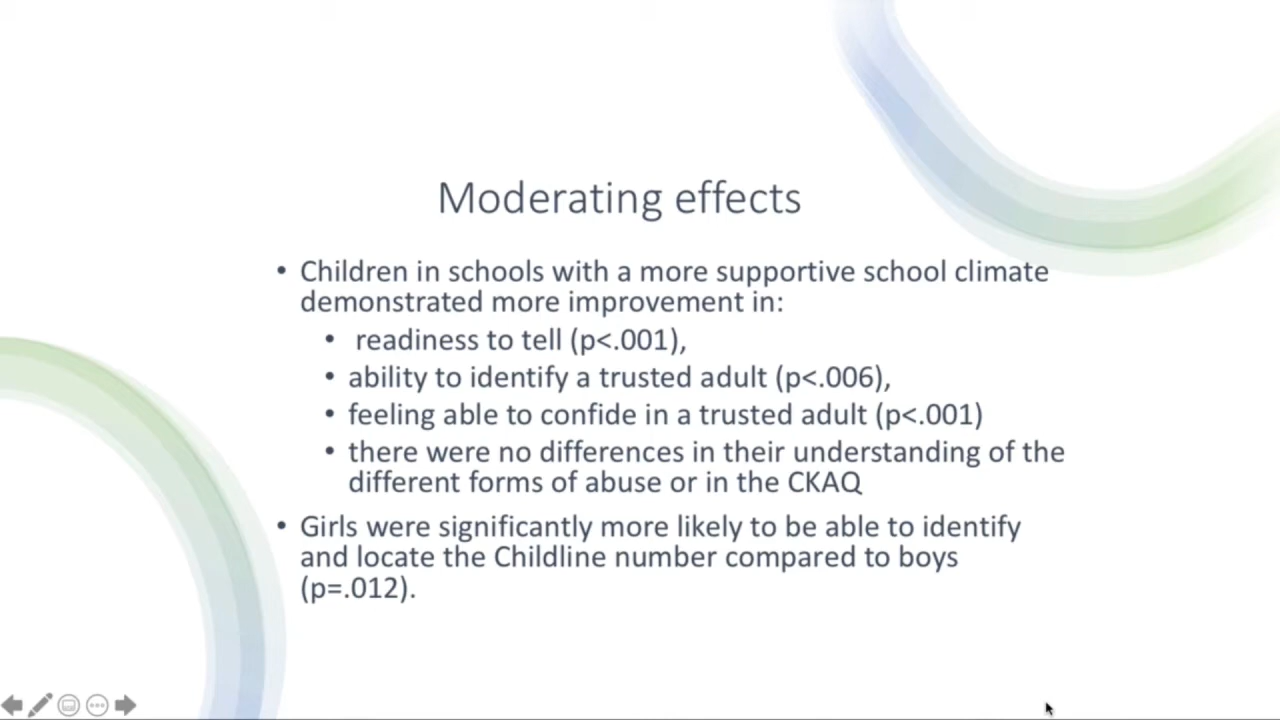 Moderating effects
• Children in schools with a more supportive school climate
demonstrated more improvement in:
• readiness to tell (p<.001),
• ability to identify a trusted adult (p<.006),
• feeling able to confide in a trusted adult (p<.001)
• there were no differences in their understanding of the
different forms of abuse or in the CKAQ
• Girls were significantly more likely to be able to identify
and locate the Childline number compared to boys
(p=.012).